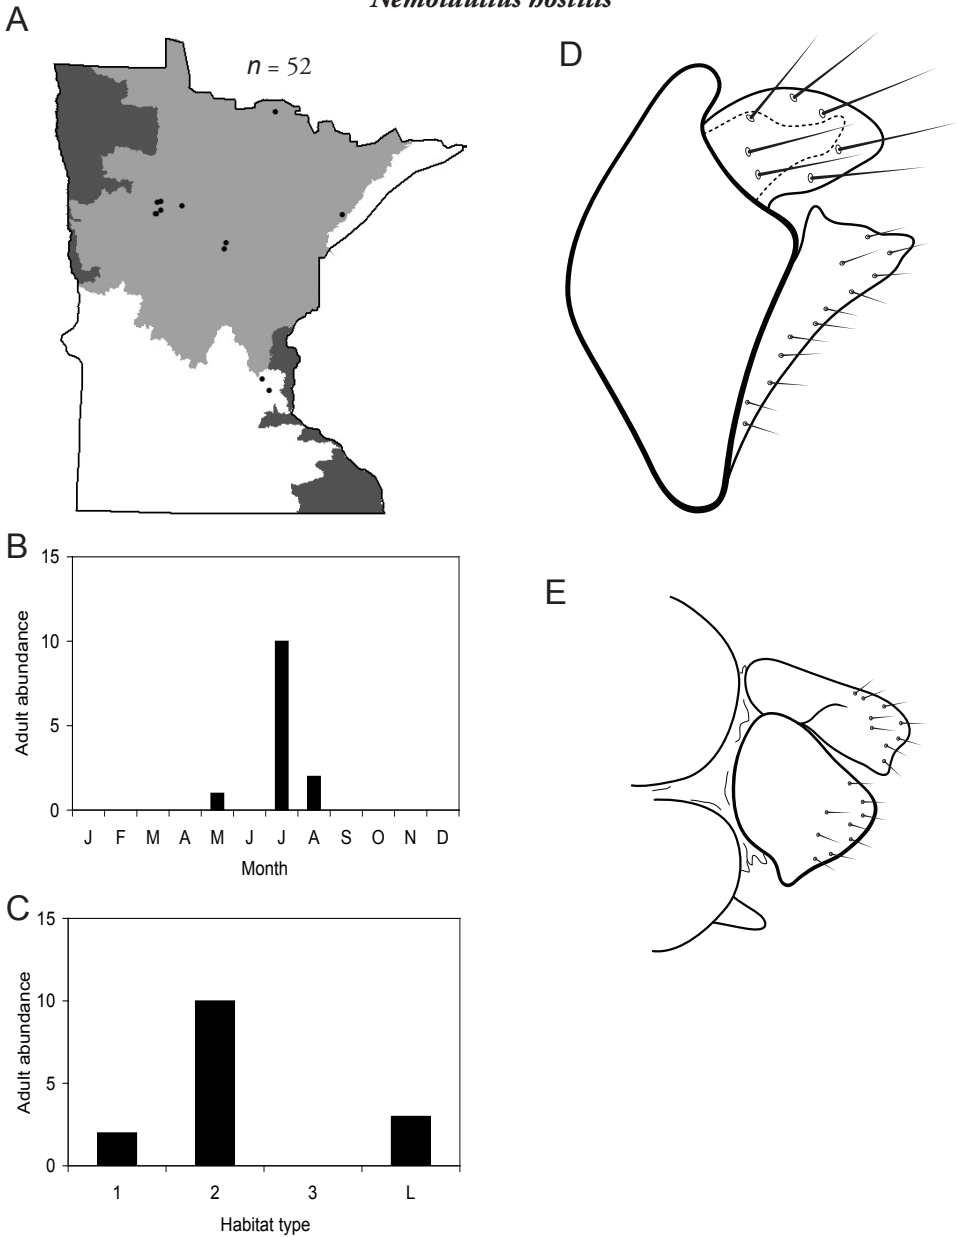 Nemotaulius hostilis
A
n = 52
D
B
15
10
5
0
Adult abundance
J F M A M J J A S O N D
Month
E
C
15
10
5
0
Adult abundance
1 2 3 L
Habitat type